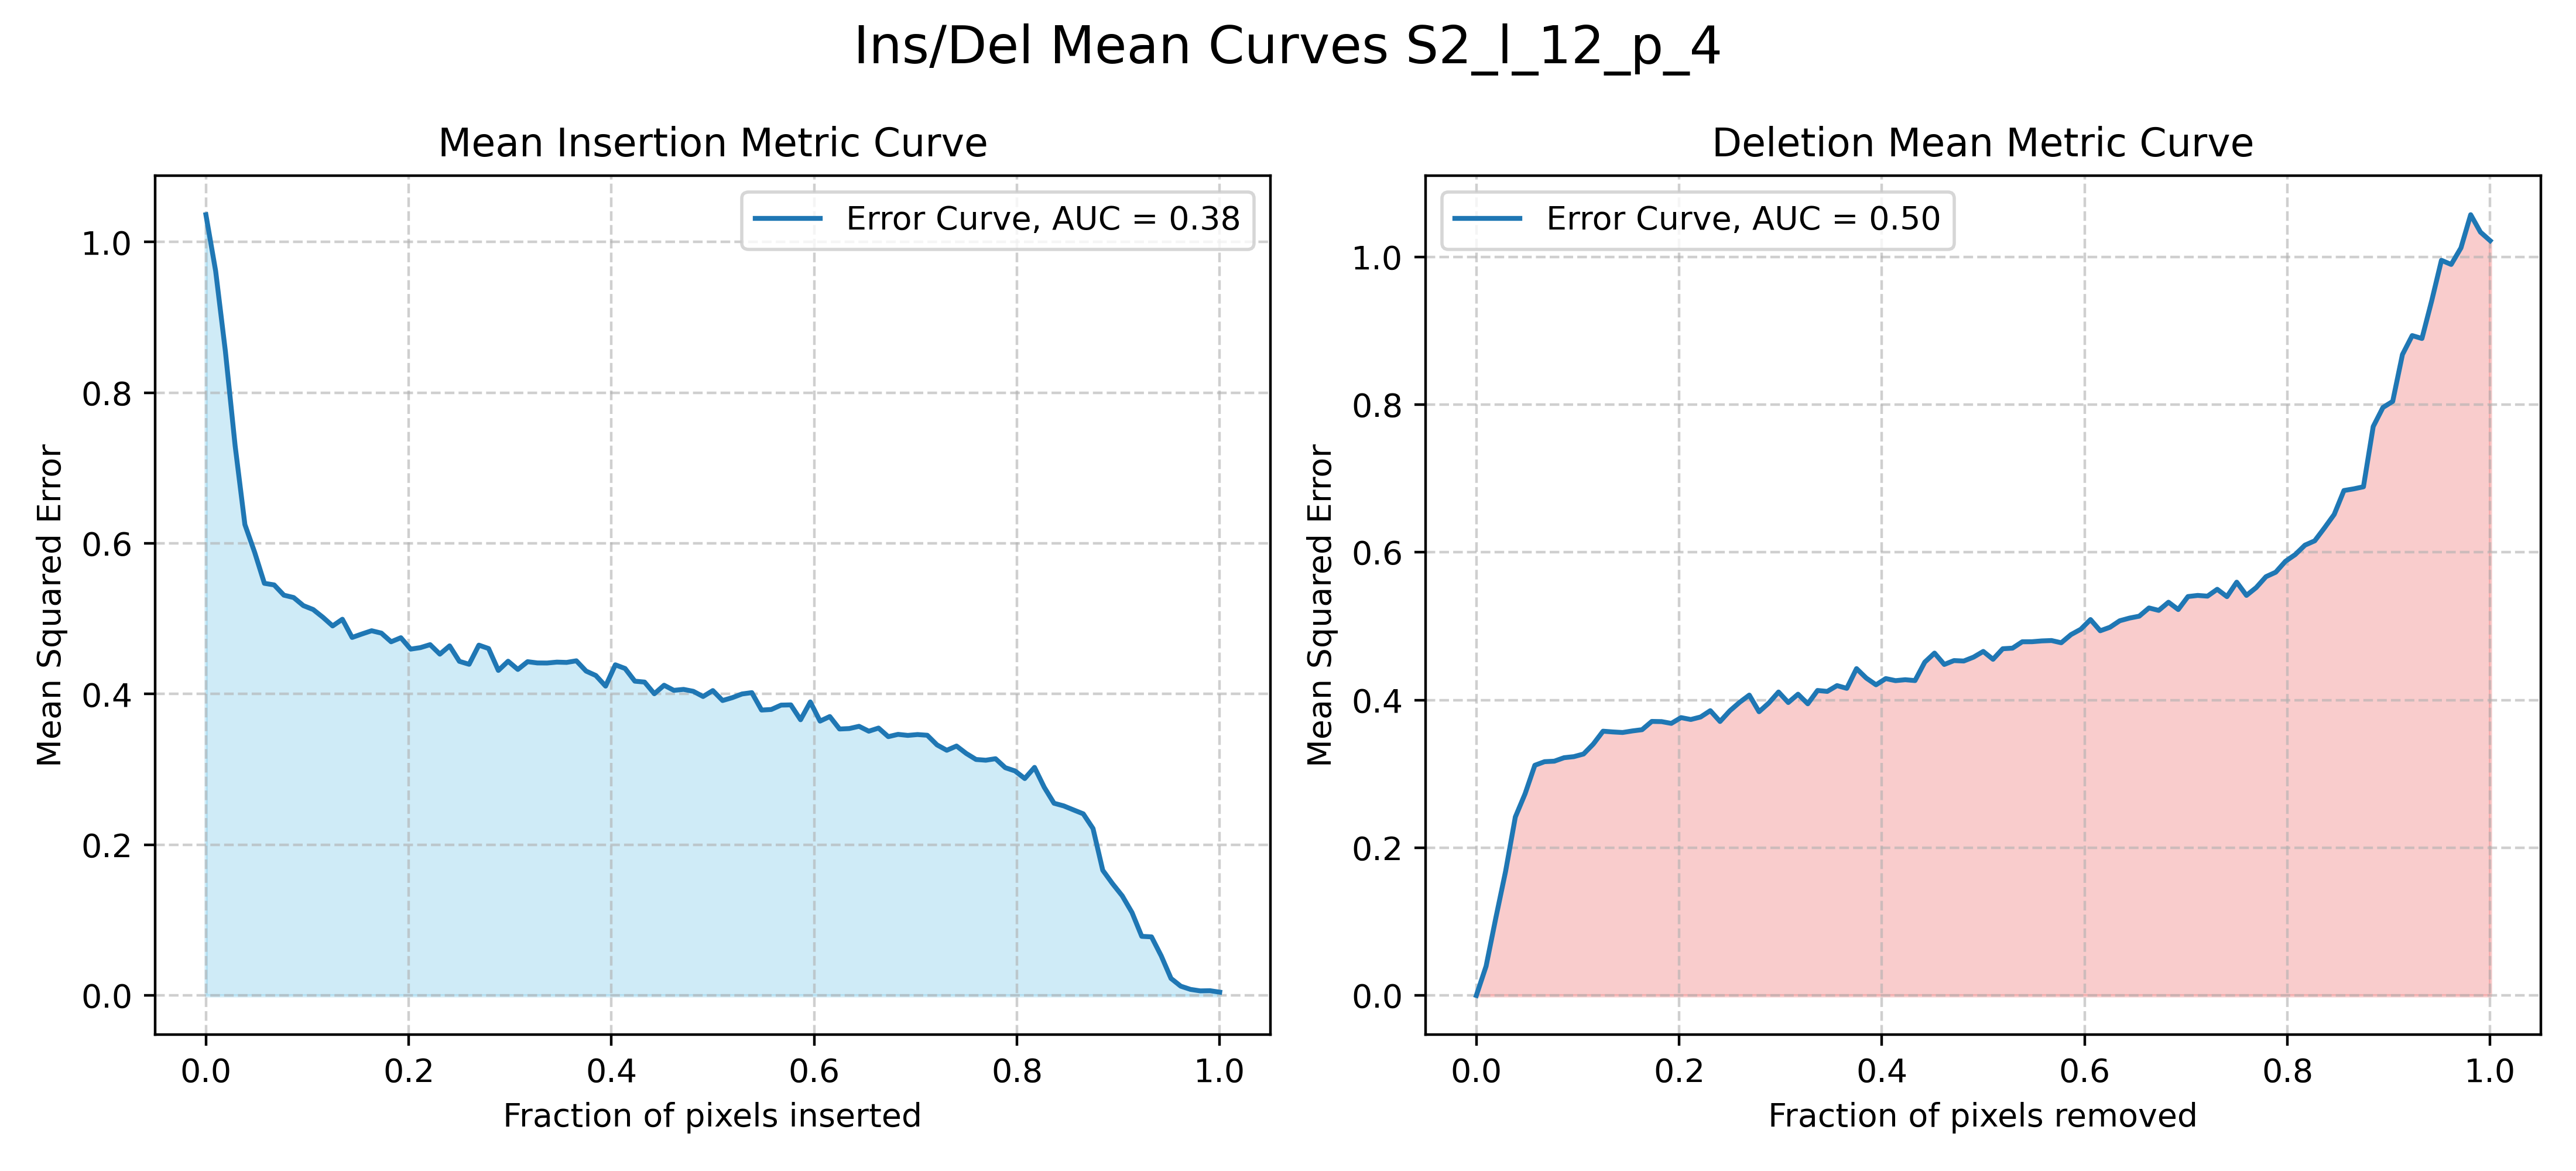 Ins/Del Mean Curves S2_l_12_p_4
Mean Insertion Metric Curve
Error Curve, AUC = 0.38
Mean Squared Error
1.0
0.8
0.6
0.4
0.2
0.0
0.0 0.2 0.4 0.6 0.8 1.0
Fraction of pixels inserted
Deletion Mean Metric Curve
Error Curve, AUC = 0.50
Mean Squared Error
1.0
0.8
0.6
0.4
0.2
0.0
0.0 0.2 0.4 0.6 0.8 1.0
Fraction of pixels removed